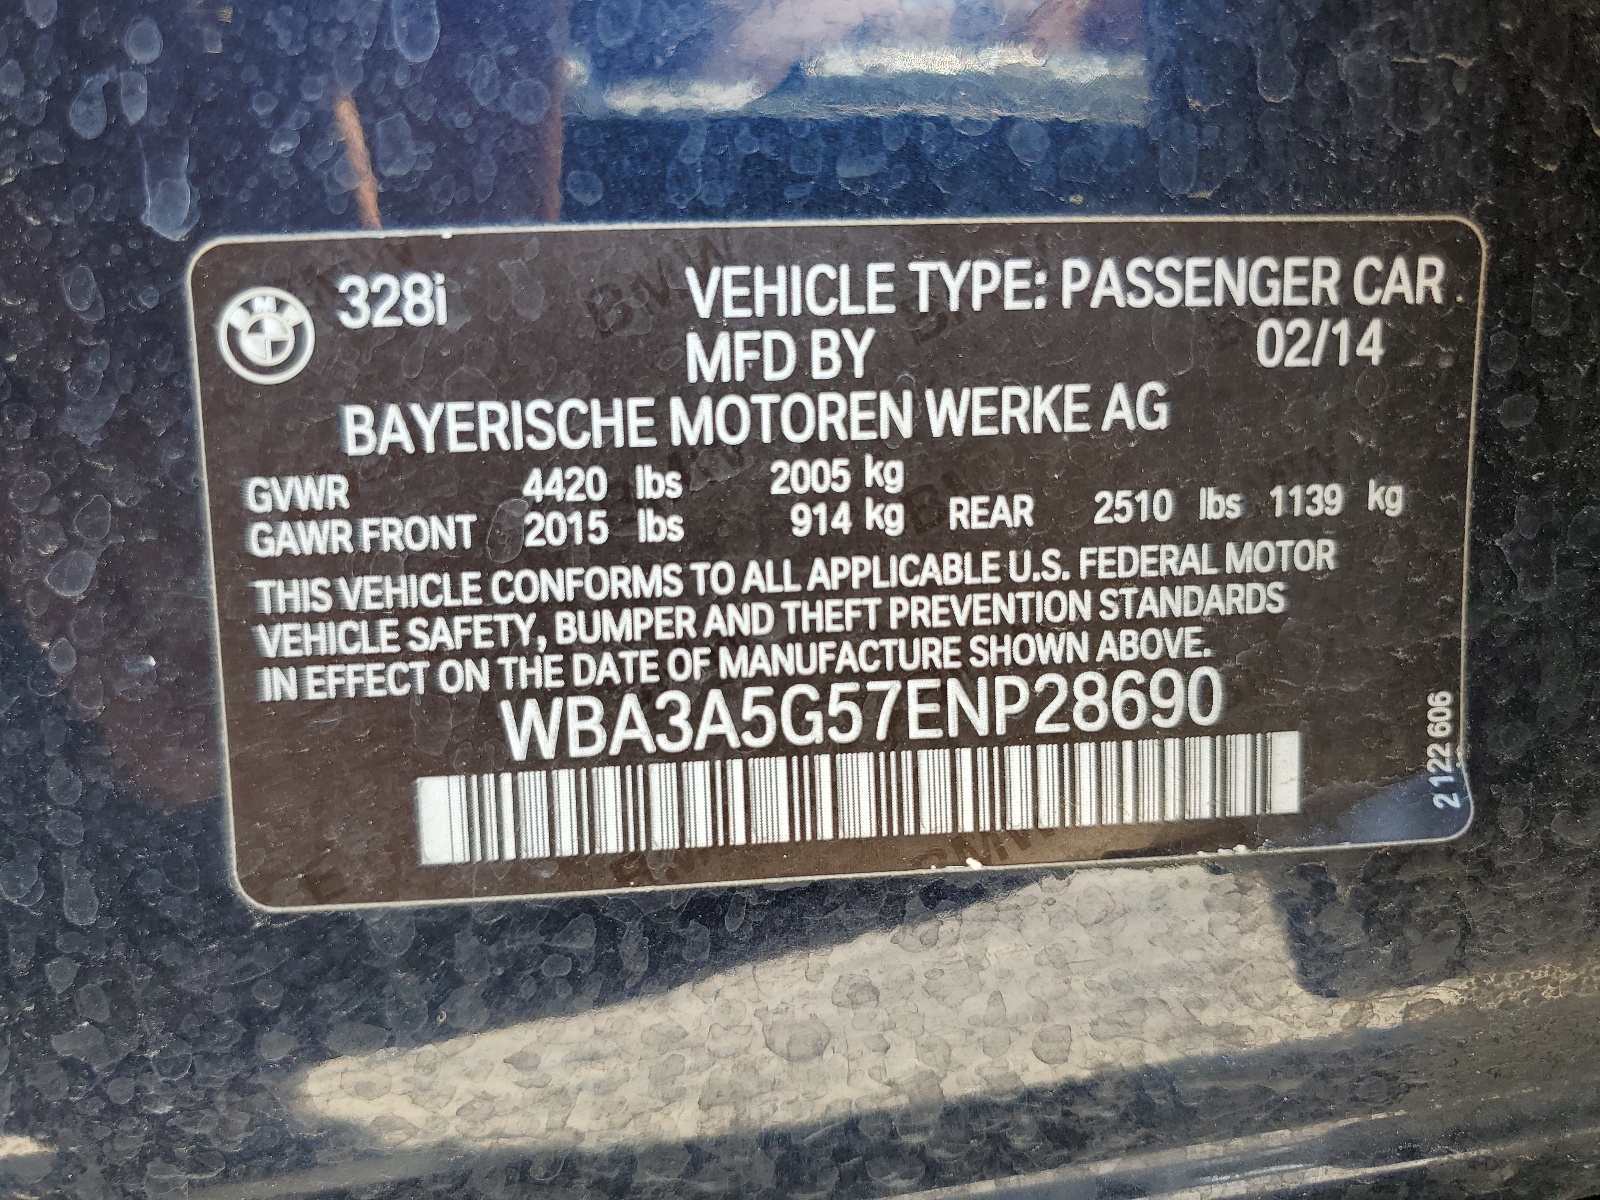 BMW
328i VEHICLE TYPE: PASSENGER CAR
MFD BY 02/14
BAYERISCHE MOTOREN WERKE AG
GVWR 4420 lbs 2005 kg
GAWR FRONT 2015 lbs 914 kg REAR 2510 lbs 1139 kg
THIS VEHICLE CONFORMS TO ALL APPLICABLE U.S. FEDERAL MOTOR
VEHICLE SAFETY, BUMPER AND THEFT PREVENTION STANDARDS
IN EFFECT ON THE DATE OF MANUFACTURE SHOWN ABOVE.
WBA3A5G57ENP28690
2 122 606